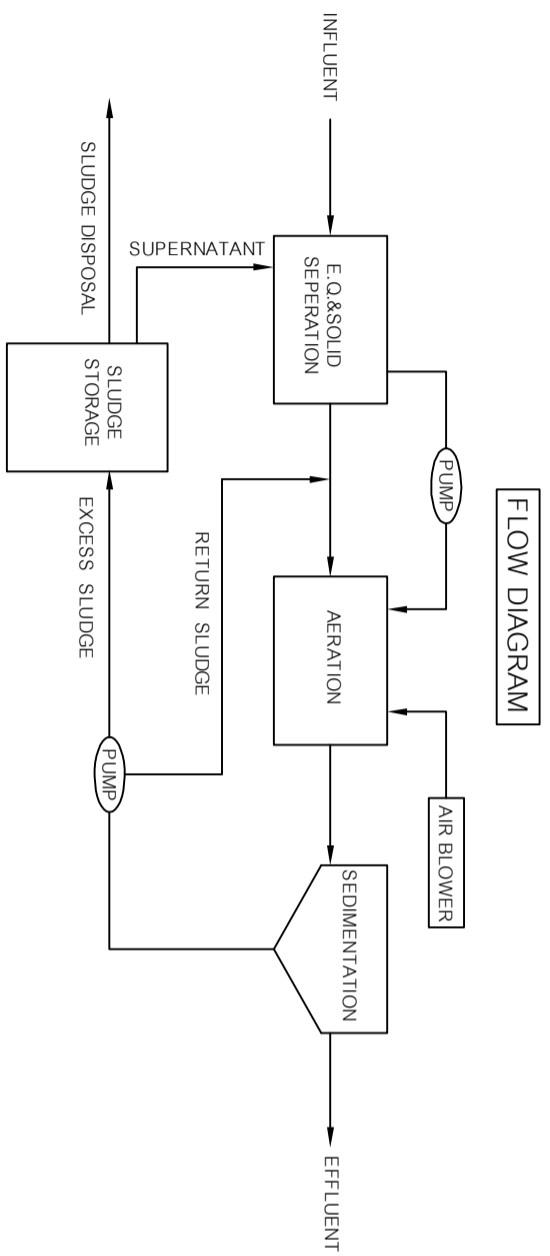 FLOW DIAGRAM
PUMP
AIR BLOWER
INFLUENT
E.Q.&SOLID
SEPERATION
AERATION
SEDIMENTATION
EFFLUENT
SUPERNATANT
RETURN SLUDGE
SLUDGE DISPOSAL
SLUDGE
STORAGE
EXCESS SLUDGE
PUMP